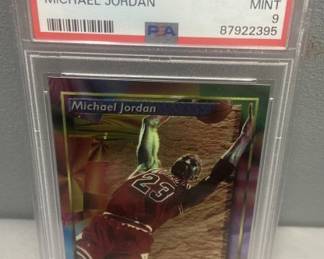 MICHAEL JORDAN
MINT
9
PSA
87922395
Michael Jordan
23